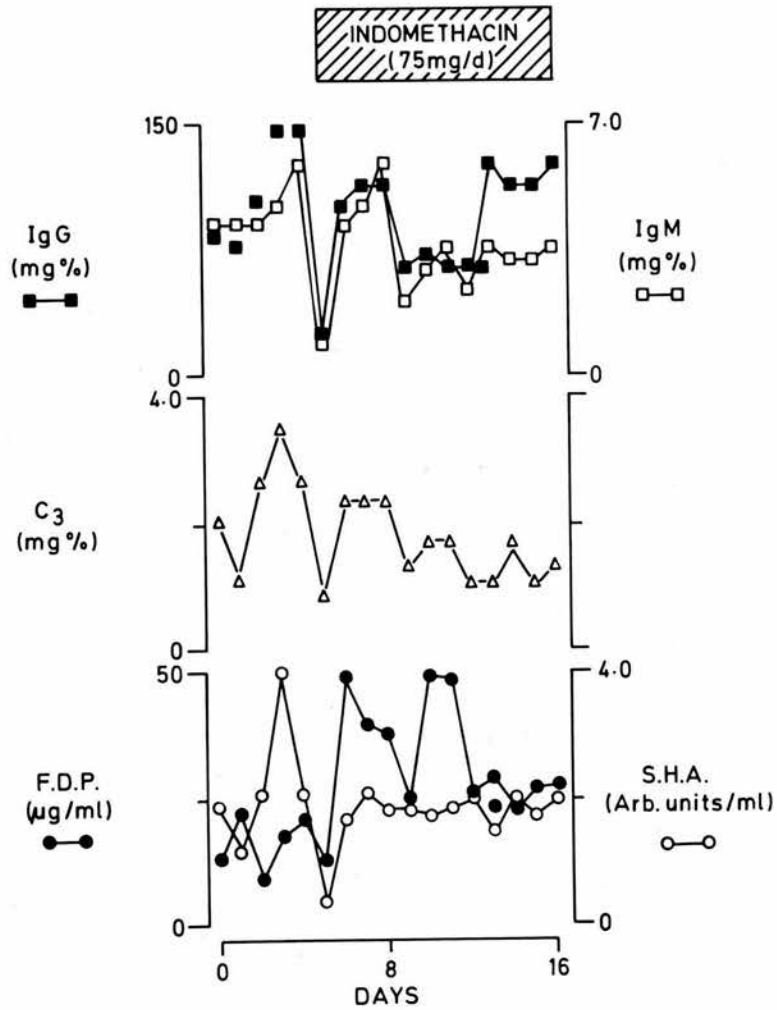 INDOMETHACIN
(75mg/d)
150
7.0
IgG
(mg%)
IgM
(mg%)
0
0
4.0
C3
(mg%)
0
50
4.0
F.D.P.
(µg/ml)
S.H.A.
(Arb. units/ml)
0
0
0 8 16
DAYS